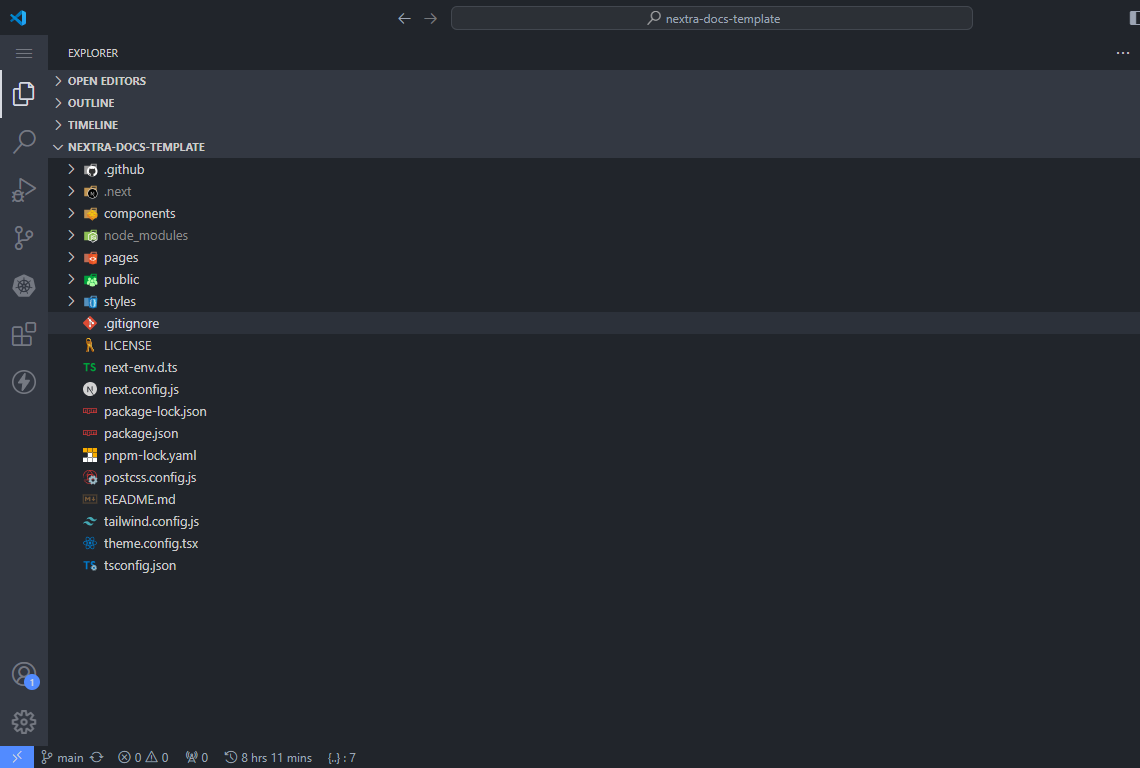 nextra-docs-template
EXPLORER
OPEN EDITORS
OUTLINE
TIMELINE
NEXTRA-DOCS-TEMPLATE
.github
.next
components
node_modules
pages
public
styles
.gitignore
LICENSE
TS next-env.d.ts
N next.config.js
package-lock.json
package.json
pnpm-lock.yaml
postcss.config.js
M↓ README.md
tailwind.config.js
theme.config.tsx
TS tsconfig.json
1
main 0 0 0 8 hrs 11 mins {..} : 7